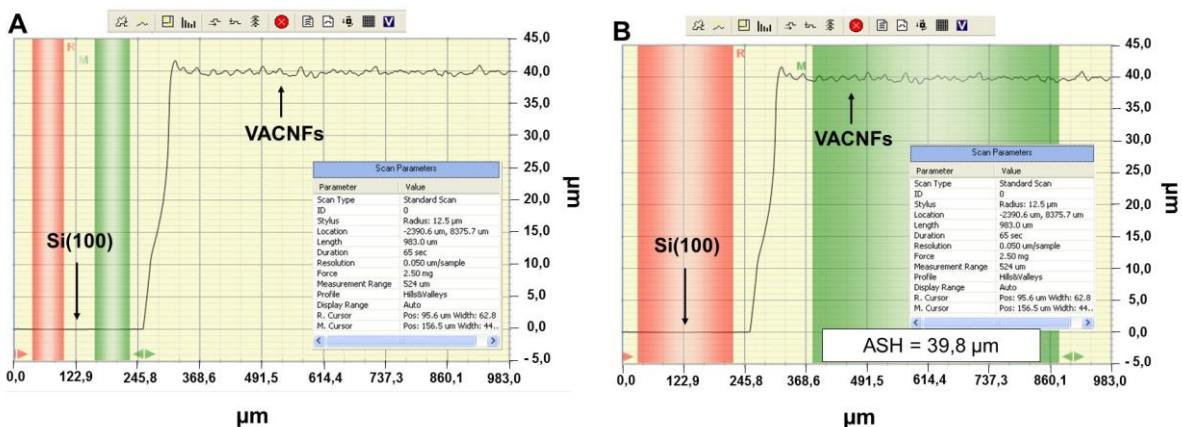 A
R
M
45,0
40,0
35,0
30,0
25,0
20,0
15,0
10,0
5,0
0,0
- 5,0
µm
VACNFs
Si(100)
Scan Parameters
Parameter Value
Scan Type Standard Scan
ID 0
Stylus Radius: 12.5 µm
Location -2390.6 um, 8375.7 um
Length 983.0 um
Duration 65 sec
Resolution 0.050 um/sample
Force 2.50 mg
Measurement Range 524 um
Profile Hills&Valleys
Display Range Auto
R. Cursor Pos: 95.6 um Width: 62.8
M. Cursor Pos: 156.5 um Width: 44..
0,0 122,9 245,8 368,6 491,5 614,4 737,3 860,1 983,0
µm
B
R
M
45,0
40,0
35,0
30,0
25,0
20,0
15,0
10,0
5,0
0,0
- 5,0
µm
VACNFs
Si(100)
Scan Parameters
Parameter Value
Scan Type Standard Scan
ID 0
Stylus Radius: 12.5 µm
Location -2390.6 um, 8375.7 um
Length 983.0 um
Duration 65 sec
Resolution 0.050 um/sample
Force 2.50 mg
Measurement Range 524 um
Profile Hills&Valleys
Display Range Auto
R. Cursor Pos: 95.6 um Width: 62.8
M. Cursor Pos: 156.5 um Width: 44..
ASH = 39,8 µm
0,0 122,9 245,8 368,6 491,5 614,4 737,3 860,1 983,0
µm